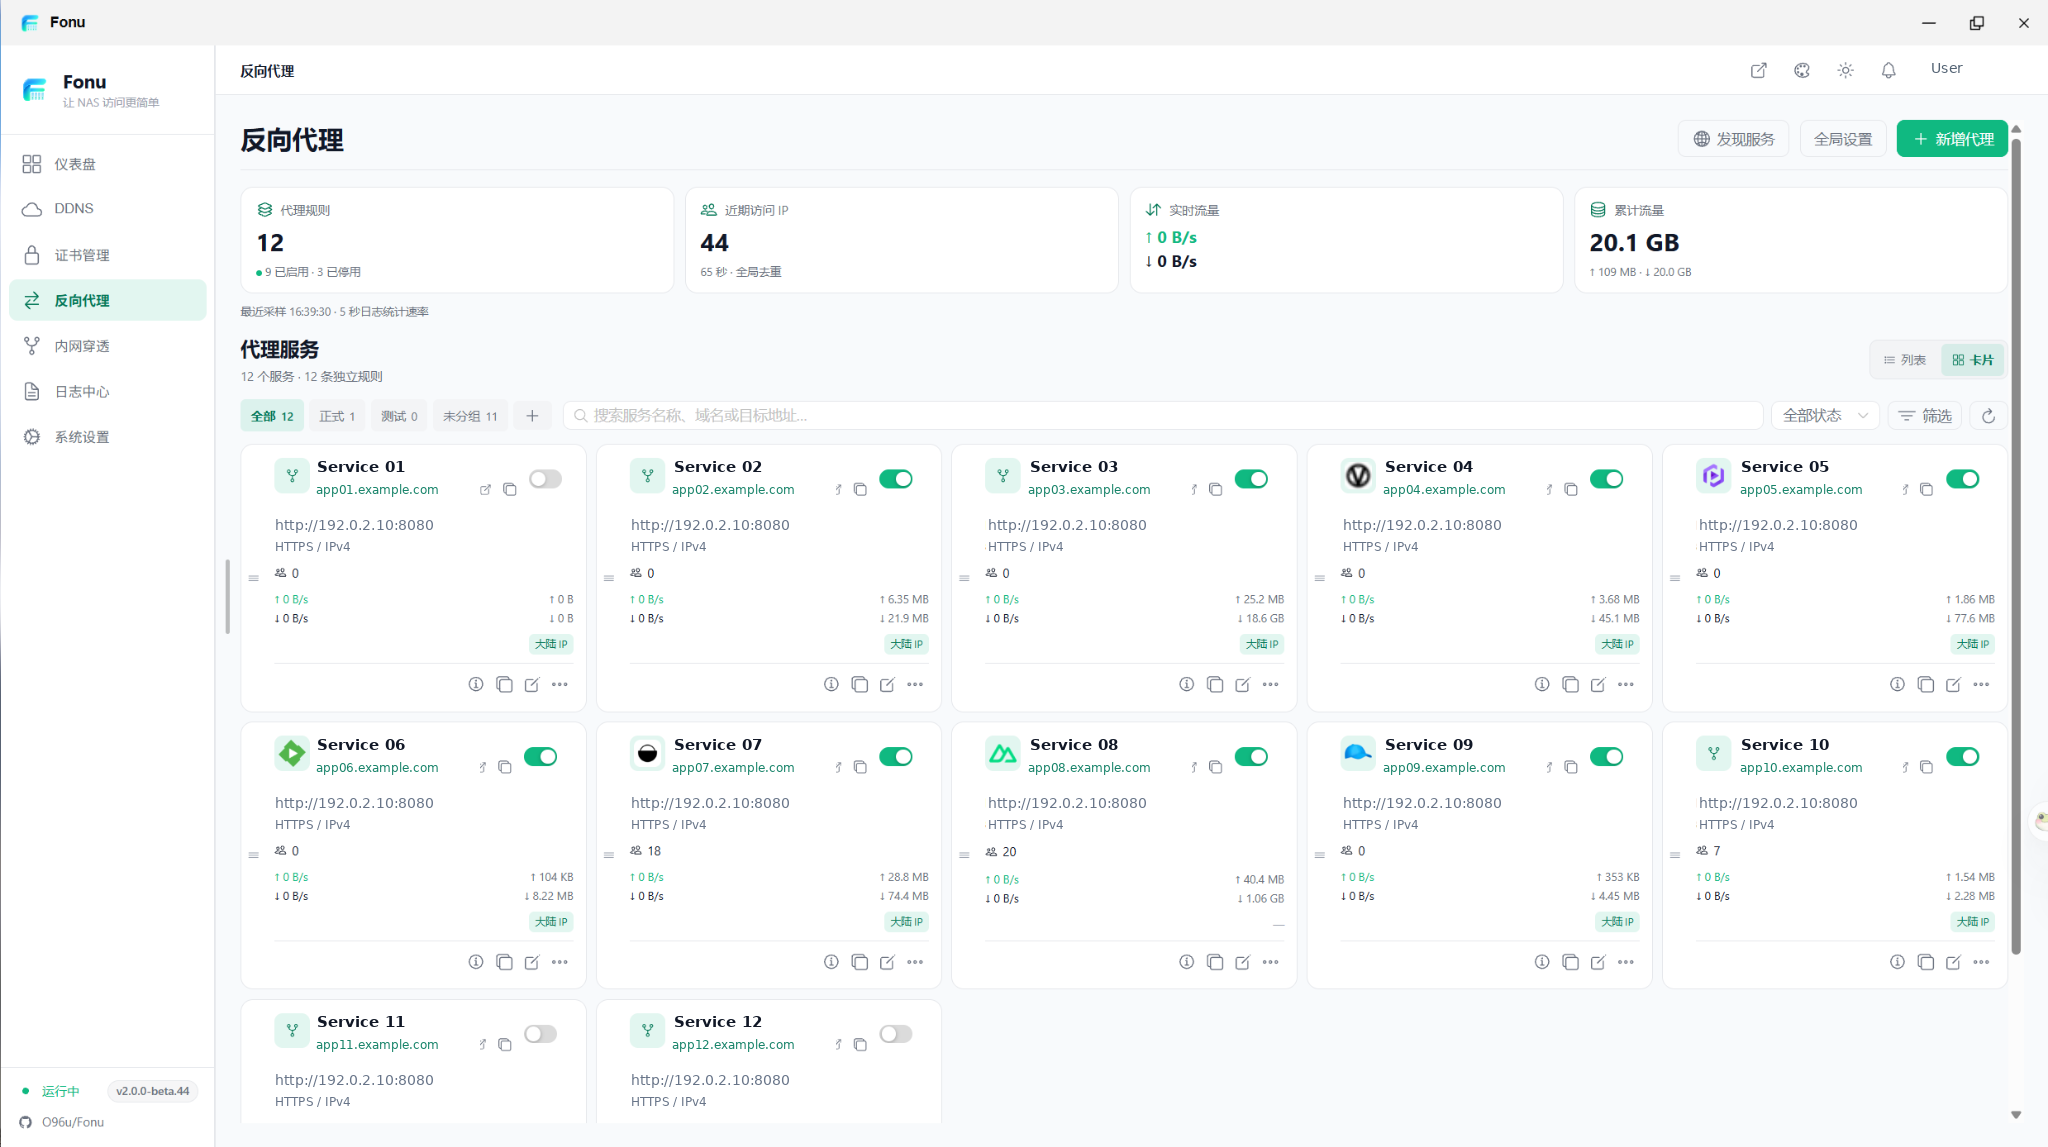 Fonu
Fonu
让 NAS 访问更简单
仪表盘
DDNS
证书管理
反向代理
内网穿透
日志中心
系统设置
运行中
v2.0.0-beta.44
O96u/Fonu
反向代理
User
反向代理
发现服务
全局设置
+ 新增代理
代理规则
12
9 已启用 · 3 已停用
近期访问 IP
44
65 秒 · 全局去重
实时流量
↑ 0 B/s
↓ 0 B/s
累计流量
20.1 GB
↑ 109 MB · ↓ 20.0 GB
最近采样 16:39:30 · 5 秒日志统计速率
代理服务
12 个服务 · 12 条独立规则
列表
卡片
全部 12
正式 1
测试 0
未分组 11
+
搜索服务名称、域名或目标地址...
全部状态
筛选
Service 01
app01.example.com
http://192.0.2.10:8080
HTTPS / IPv4
0
↑ 0 B/s ↑ 0 B
↓ 0 B/s ↓ 0 B
大陆 IP
Service 02
app02.example.com
http://192.0.2.10:8080
HTTPS / IPv4
0
↑ 0 B/s ↑ 6.35 MB
↓ 0 B/s ↓ 21.9 MB
大陆 IP
Service 03
app03.example.com
http://192.0.2.10:8080
HTTPS / IPv4
0
↑ 0 B/s ↑ 25.2 MB
↓ 0 B/s ↓ 18.6 GB
大陆 IP
Service 04
app04.example.com
http://192.0.2.10:8080
HTTPS / IPv4
0
↑ 0 B/s ↑ 3.68 MB
↓ 0 B/s ↓ 45.1 MB
大陆 IP
Service 05
app05.example.com
http://192.0.2.10:8080
HTTPS / IPv4
0
↑ 0 B/s ↑ 1.86 MB
↓ 0 B/s ↓ 77.6 MB
大陆 IP
Service 06
app06.example.com
http://192.0.2.10:8080
HTTPS / IPv4
0
↑ 0 B/s ↑ 104 KB
↓ 0 B/s ↓ 8.22 MB
大陆 IP
Service 07
app07.example.com
http://192.0.2.10:8080
HTTPS / IPv4
18
↑ 0 B/s ↑ 28.8 MB
↓ 0 B/s ↓ 74.4 MB
大陆 IP
Service 08
app08.example.com
http://192.0.2.10:8080
HTTPS / IPv4
20
↑ 0 B/s ↑ 40.4 MB
↓ 0 B/s ↓ 1.06 GB
—
Service 09
app09.example.com
http://192.0.2.10:8080
HTTPS / IPv4
0
↑ 0 B/s ↑ 353 KB
↓ 0 B/s ↓ 4.45 MB
大陆 IP
Service 10
app10.example.com
http://192.0.2.10:8080
HTTPS / IPv4
7
↑ 0 B/s ↑ 1.54 MB
↓ 0 B/s ↓ 2.28 MB
大陆 IP
Service 11
app11.example.com
http://192.0.2.10:8080
HTTPS / IPv4
Service 12
app12.example.com
http://192.0.2.10:8080
HTTPS / IPv4